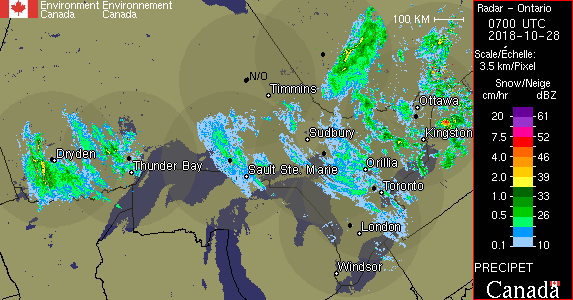 Environment Environnement
Canada Canada
Radar - Ontario
0700 UTC
2018-10-28
100 KM
Scale/Échelle:
3.5 km/Pixel
N/O
Timmins
Snow/Neige
cm/hr dBZ
Ottawa
20 61
Sudbury
Kingston
7.5 52
Dryden
4.0 46
Thunder Bay
Sault Ste. Marie
Orillia
2.0 39
Toronto
1.0 33
0.5 26
London
0.1 10
Windsor
PRECIPET
Canada